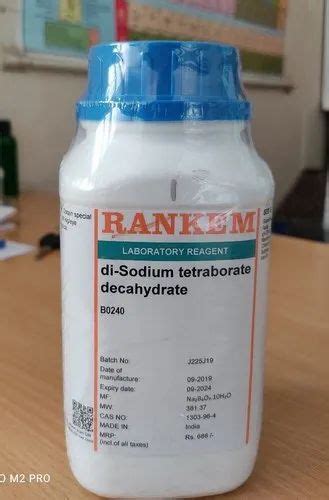 RANKEM
LABORATORY REAGENT
di-Sodium tetraborate
decahydrate
B0240
Batch No: J225J19
Date of
manufacture: 09-2019
Expiry date: 09-2024
MF: Na₂B₄O₇.10H₂O
MW: 381.37
CAS NO: 1303-96-4
MADE IN: India
MRP: Rs. 666 /-
(incl.of all taxes)
O M2 PRO